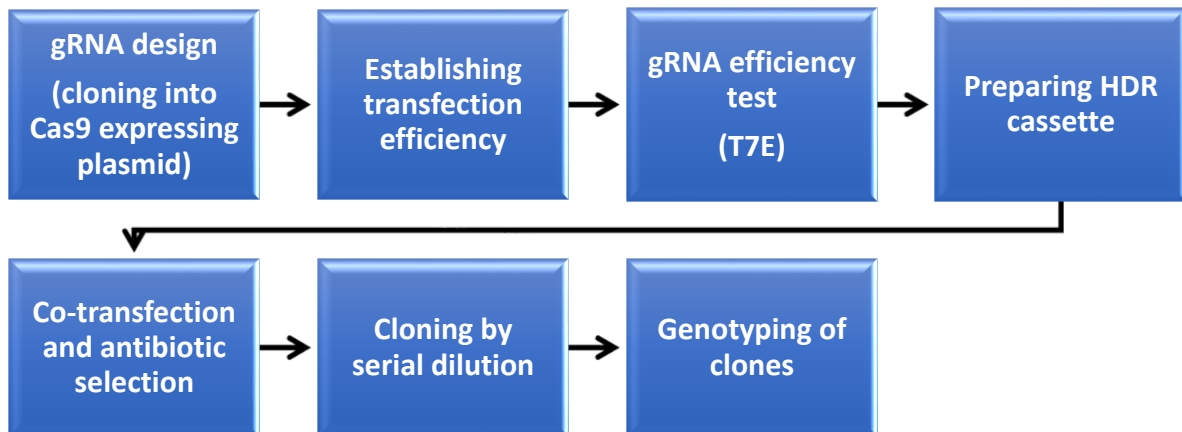 gRNA design
(cloning into
Cas9 expressing
plasmid)
Establishing
transfection
efficiency
gRNA efficiency
test
(T7E)
Preparing HDR
cassette
Co-transfection
and antibiotic
selection
Cloning by
serial dilution
Genotyping of
clones